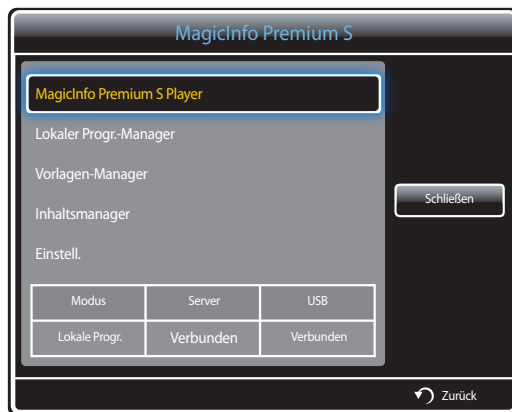 MagicInfo Premium S
MagicInfo Premium S Player
Lokaler Progr.-Manager
Vorlagen-Manager
Inhaltsmanager
Einstell.
Schließen
Modus Server USB
Lokale Progr. Verbunden Verbunden
Zurück